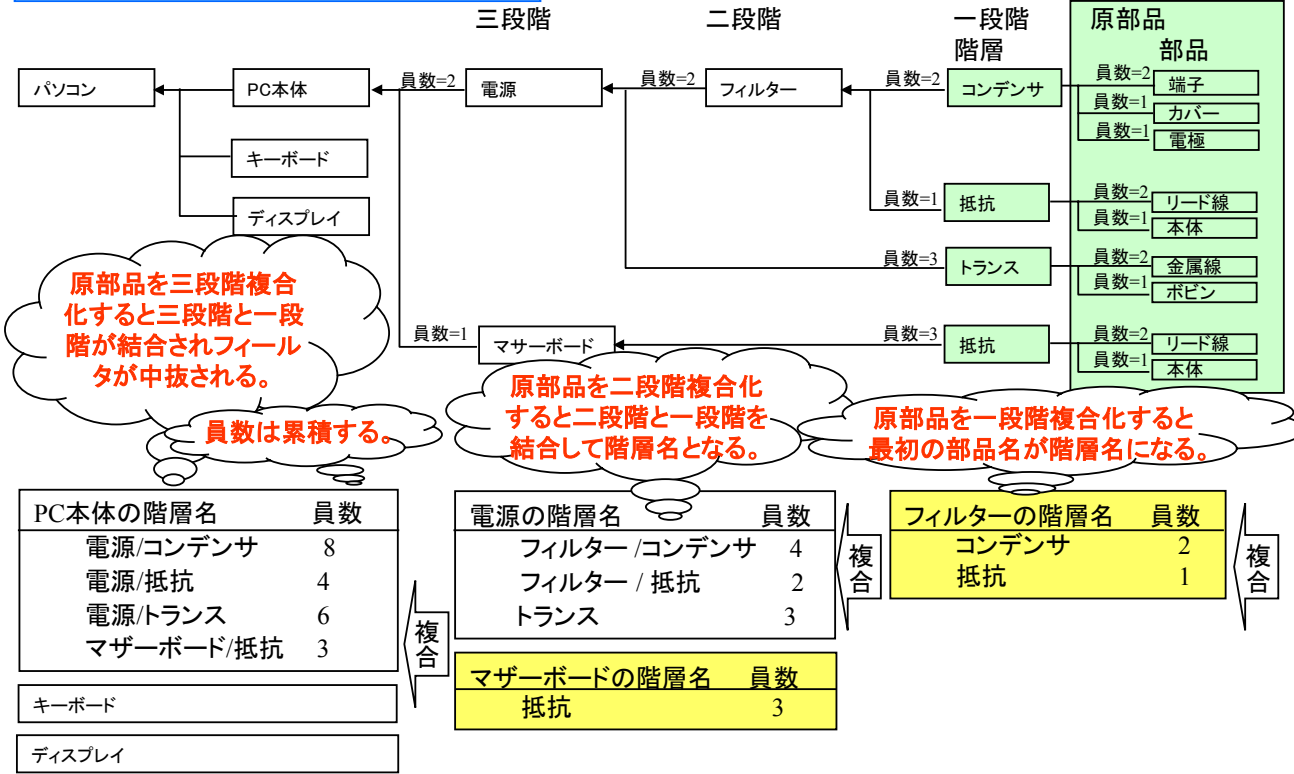 三段階
二段階
一段階
階層
原部品
部品
パソコン
PC本体
員数=2
電源
員数=2
フィルター
員数=2
コンデンサ
員数=2
端子
員数=1
カバー
員数=1
電極
キーボード
ディスプレイ
員数=1
抵抗
員数=2
リード線
員数=1
本体
員数=3
トランス
員数=2
金属線
員数=1
ボビン
員数=1
マサーボード
員数=3
抵抗
員数=2
リード線
員数=1
本体
原部品を三段階複合
化すると三段階と一段
階が結合されフィール
タが中抜される。
員数は累積する。
原部品を二段階複合化
すると二段階と一段階を
結合して階層名となる。
原部品を一段階複合化すると
最初の部品名が階層名になる。
PC本体の階層名 員数
電源/コンデンサ 8
電源/抵抗 4
電源/トランス 6
マザーボード/抵抗 3
キーボード
ディスプレイ
複合
電源の階層名 員数
フィルター /コンデンサ 4
フィルター / 抵抗 2
トランス 3
マザーボードの階層名 員数
抵抗 3
複合
フィルターの階層名 員数
コンデンサ 2
抵抗 1
複合